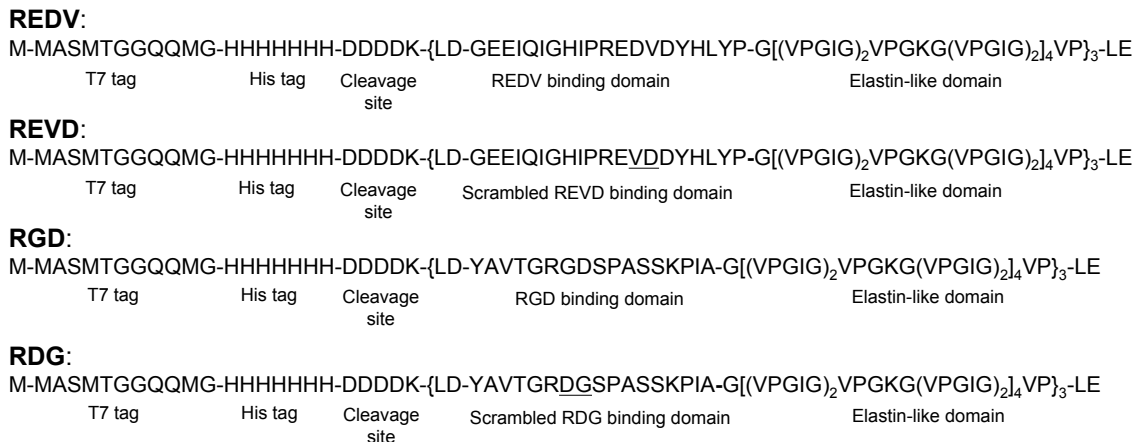 REDV:
M-MASMTGGQQMG-HHHHHHH-DDDDK-{LD-GEEIQIGHIPREDVDYHLYP-G[(VPGIG)₂VPGKG(VPGIG)₂]₄VP}₃-LE
T7 tag His tag Cleavage site REDV binding domain Elastin-like domain
REVD:
M-MASMTGGQQMG-HHHHHHH-DDDDK-{LD-GEEIQIGHIPREVDDYHLYP-G[(VPGIG)₂VPGKG(VPGIG)₂]₄VP}₃-LE
T7 tag His tag Cleavage site Scrambled REVD binding domain Elastin-like domain
RGD:
M-MASMTGGQQMG-HHHHHHH-DDDDK-{LD-YAVTGRGDSPASSKPIA-G[(VPGIG)₂VPGKG(VPGIG)₂]₄VP}₃-LE
T7 tag His tag Cleavage site RGD binding domain Elastin-like domain
RDG:
M-MASMTGGQQMG-HHHHHHH-DDDDK-{LD-YAVTGRDGSPASSKPIA-G[(VPGIG)₂VPGKG(VPGIG)₂]₄VP}₃-LE
T7 tag His tag Cleavage site Scrambled RDG binding domain Elastin-like domain